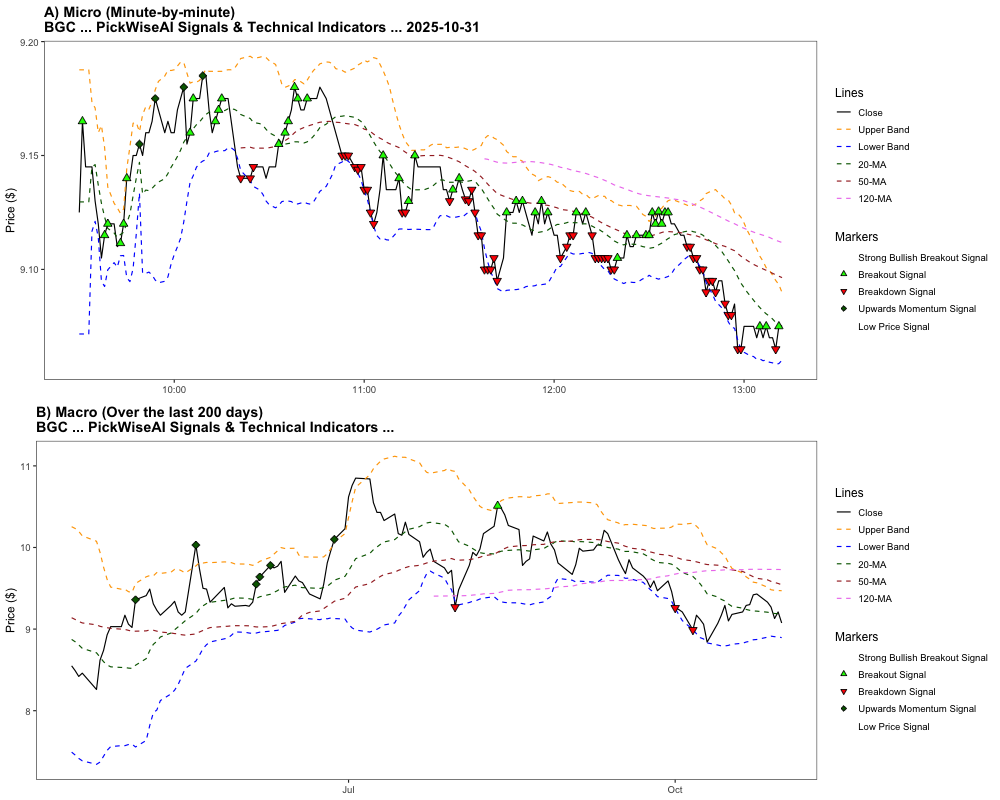 A) Micro (Minute-by-minute)
BGC ... PickWiseAI Signals & Technical Indicators ... 2025-10-31
9.20
9.15
9.10
Price ($)
10:00
11:00
12:00
13:00
Lines
Close
Upper Band
Lower Band
20-MA
50-MA
120-MA
Markers
Strong Bullish Breakout Signal
Breakout Signal
Breakdown Signal
Upwards Momentum Signal
Low Price Signal
B) Macro (Over the last 200 days)
BGC ... PickWiseAI Signals & Technical Indicators ...
11
10
9
8
Price ($)
Jul
Oct
Lines
Close
Upper Band
Lower Band
20-MA
50-MA
120-MA
Markers
Strong Bullish Breakout Signal
Breakout Signal
Breakdown Signal
Upwards Momentum Signal
Low Price Signal